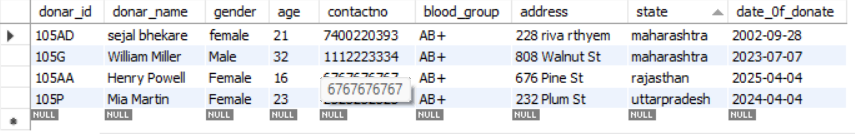 donar_id donar_name gender age contactno blood_group address state date_0f_donate
105AD sejal bhekare female 21 7400220393 AB+ 228 riva rthyem maharashtra 2002-09-28
105G William Miller Male 32 1112223334 AB+ 808 Walnut St maharashtra 2023-07-07
105AA Henry Powell Female 16 6767676767 AB+ 676 Pine St rajasthan 2025-04-04
6767676767
105P Mia Martin Female 23 AB+ 232 Plum St uttarpradesh 2024-04-04
NULL NULL NULL NULL NULL NULL NULL NULL NULL